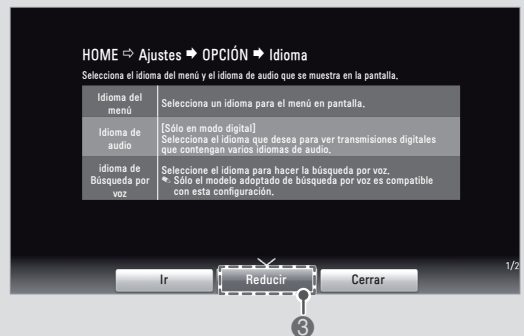 HOME ⇨ Ajustes ➡ OPCIÓN ➡ Idioma
Selecciona el idioma del menú y el idioma de audio que se muestra en la pantalla.
Idioma del
menú
Selecciona un idioma para el menú en pantalla.
Idioma de
audio
[Sólo en modo digital]
Selecciona el idioma que desea para ver transmisiones digitales
que contengan varios idiomas de audio.
idioma de
Búsqueda por
voz
Seleccione el idioma para hacer la búsqueda por voz.
✎ Sólo el modelo adoptado de búsqueda por voz es compatible
con esta configuración.
1/2
Ir
Reducir
Cerrar
3